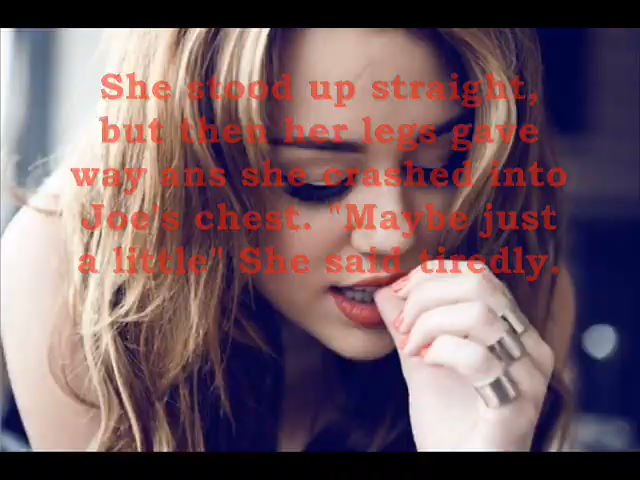 She stood up straight,
but then her legs gave
way ans she crashed into
Joe's chest. "Maybe just
a little" She said tiredly.